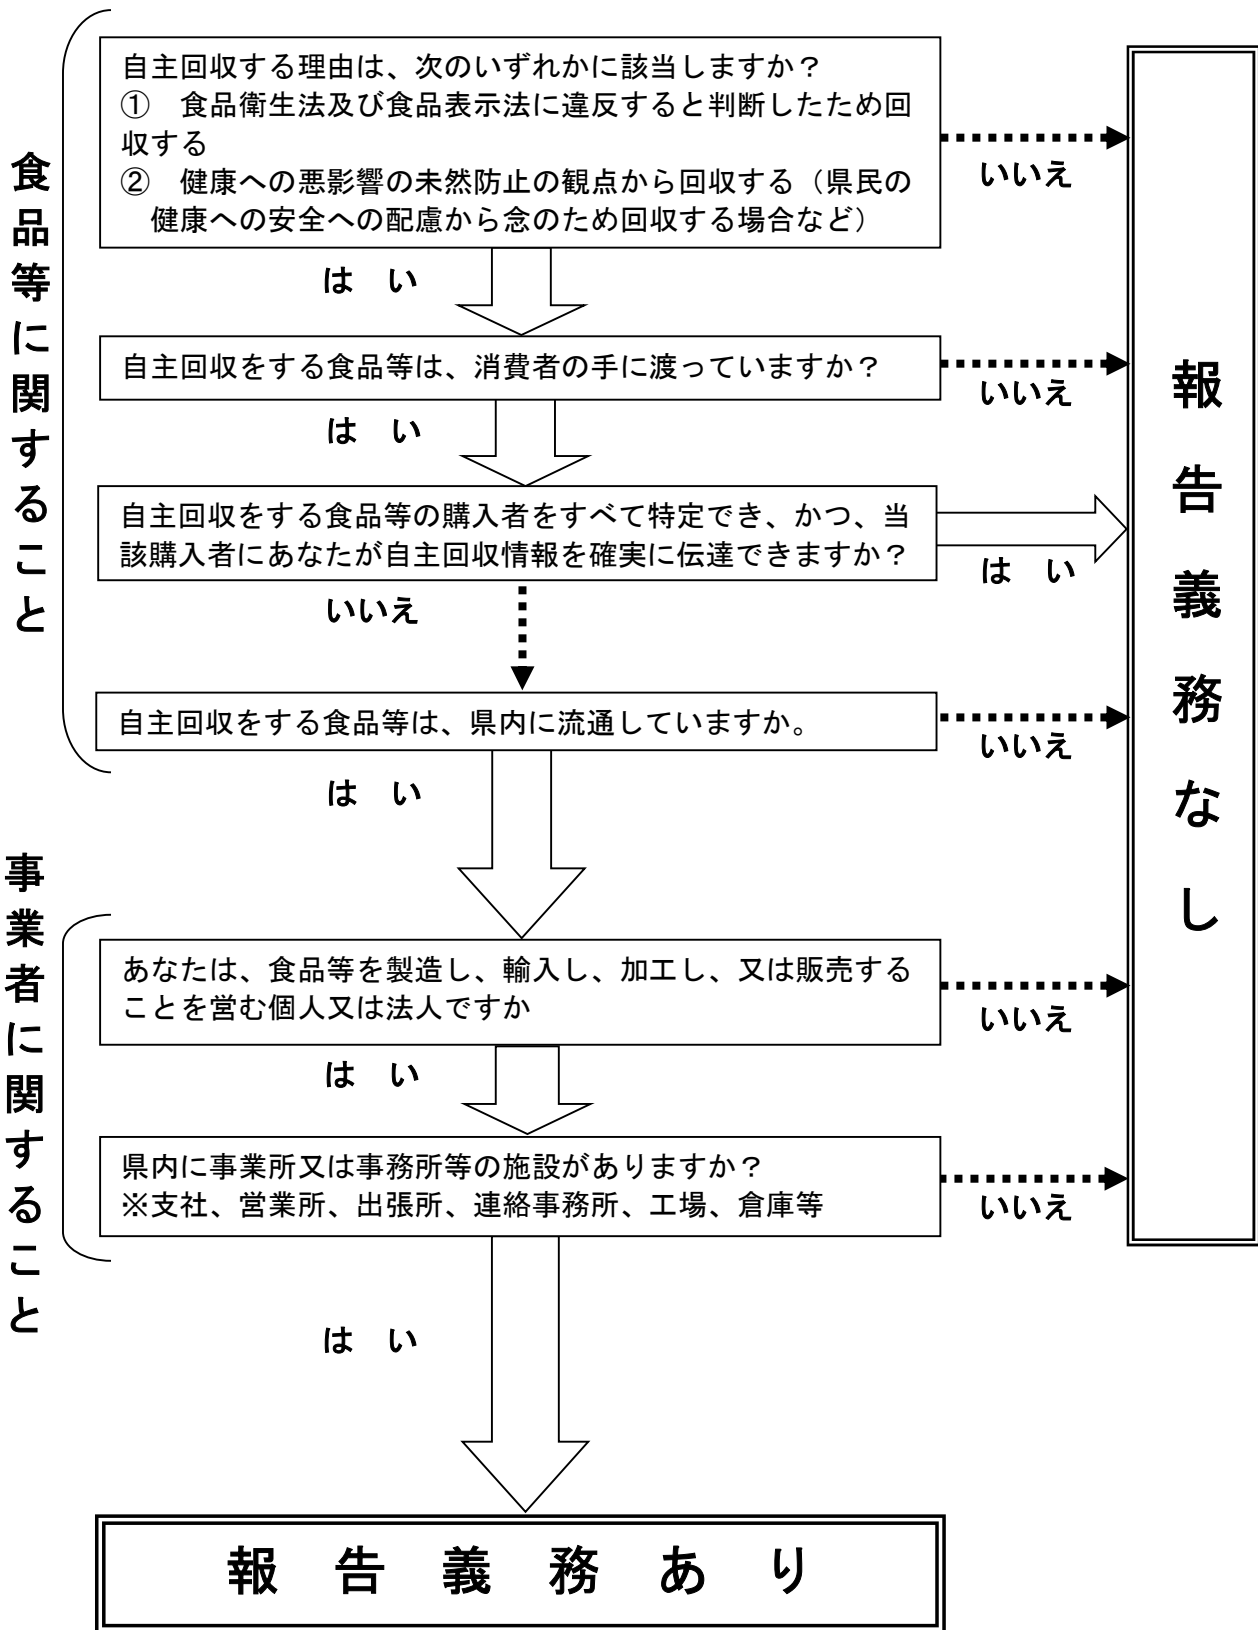 食品等に関すること
自主回収する理由は、次のいずれかに該当しますか？
①　食品衛生法及び食品表示法に違反すると判断したため回
収する
②　健康への悪影響の未然防止の観点から回収する（県民の
健康への安全への配慮から念のため回収する場合など）
いいえ
は　い
自主回収をする食品等は、消費者の手に渡っていますか？
いいえ
は　い
自主回収をする食品等の購入者をすべて特定でき、かつ、当
該購入者にあなたが自主回収情報を確実に伝達できますか？
は　い
いいえ
自主回収をする食品等は、県内に流通していますか。
いいえ
は　い
事業者に関すること
あなたは、食品等を製造し、輸入し、加工し、又は販売する
ことを営む個人又は法人ですか
いいえ
は　い
県内に事業所又は事務所等の施設がありますか？
※支社、営業所、出張所、連絡事務所、工場、倉庫等
いいえ
は　い
報告義務なし
報　告　義　務　あ　り